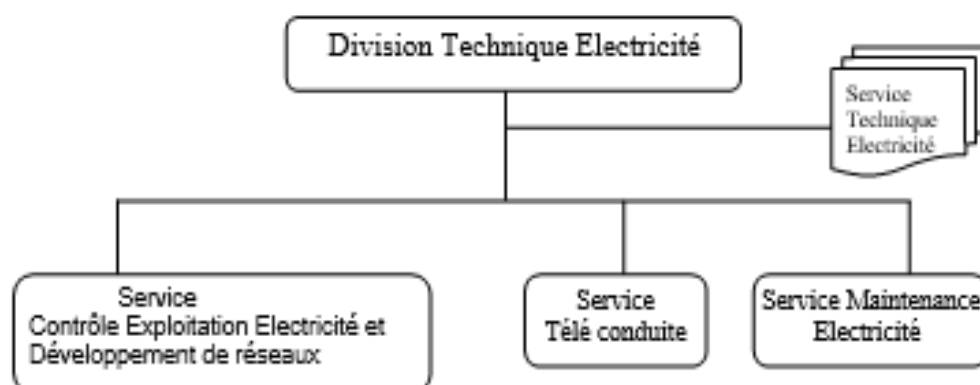 Division Technique Electricité
Service
Technique
Electricité
Service
Contrôle Exploitation Electricité et
Développement de réseaux
Service
Télé conduite
Service Maintenance
Electricité